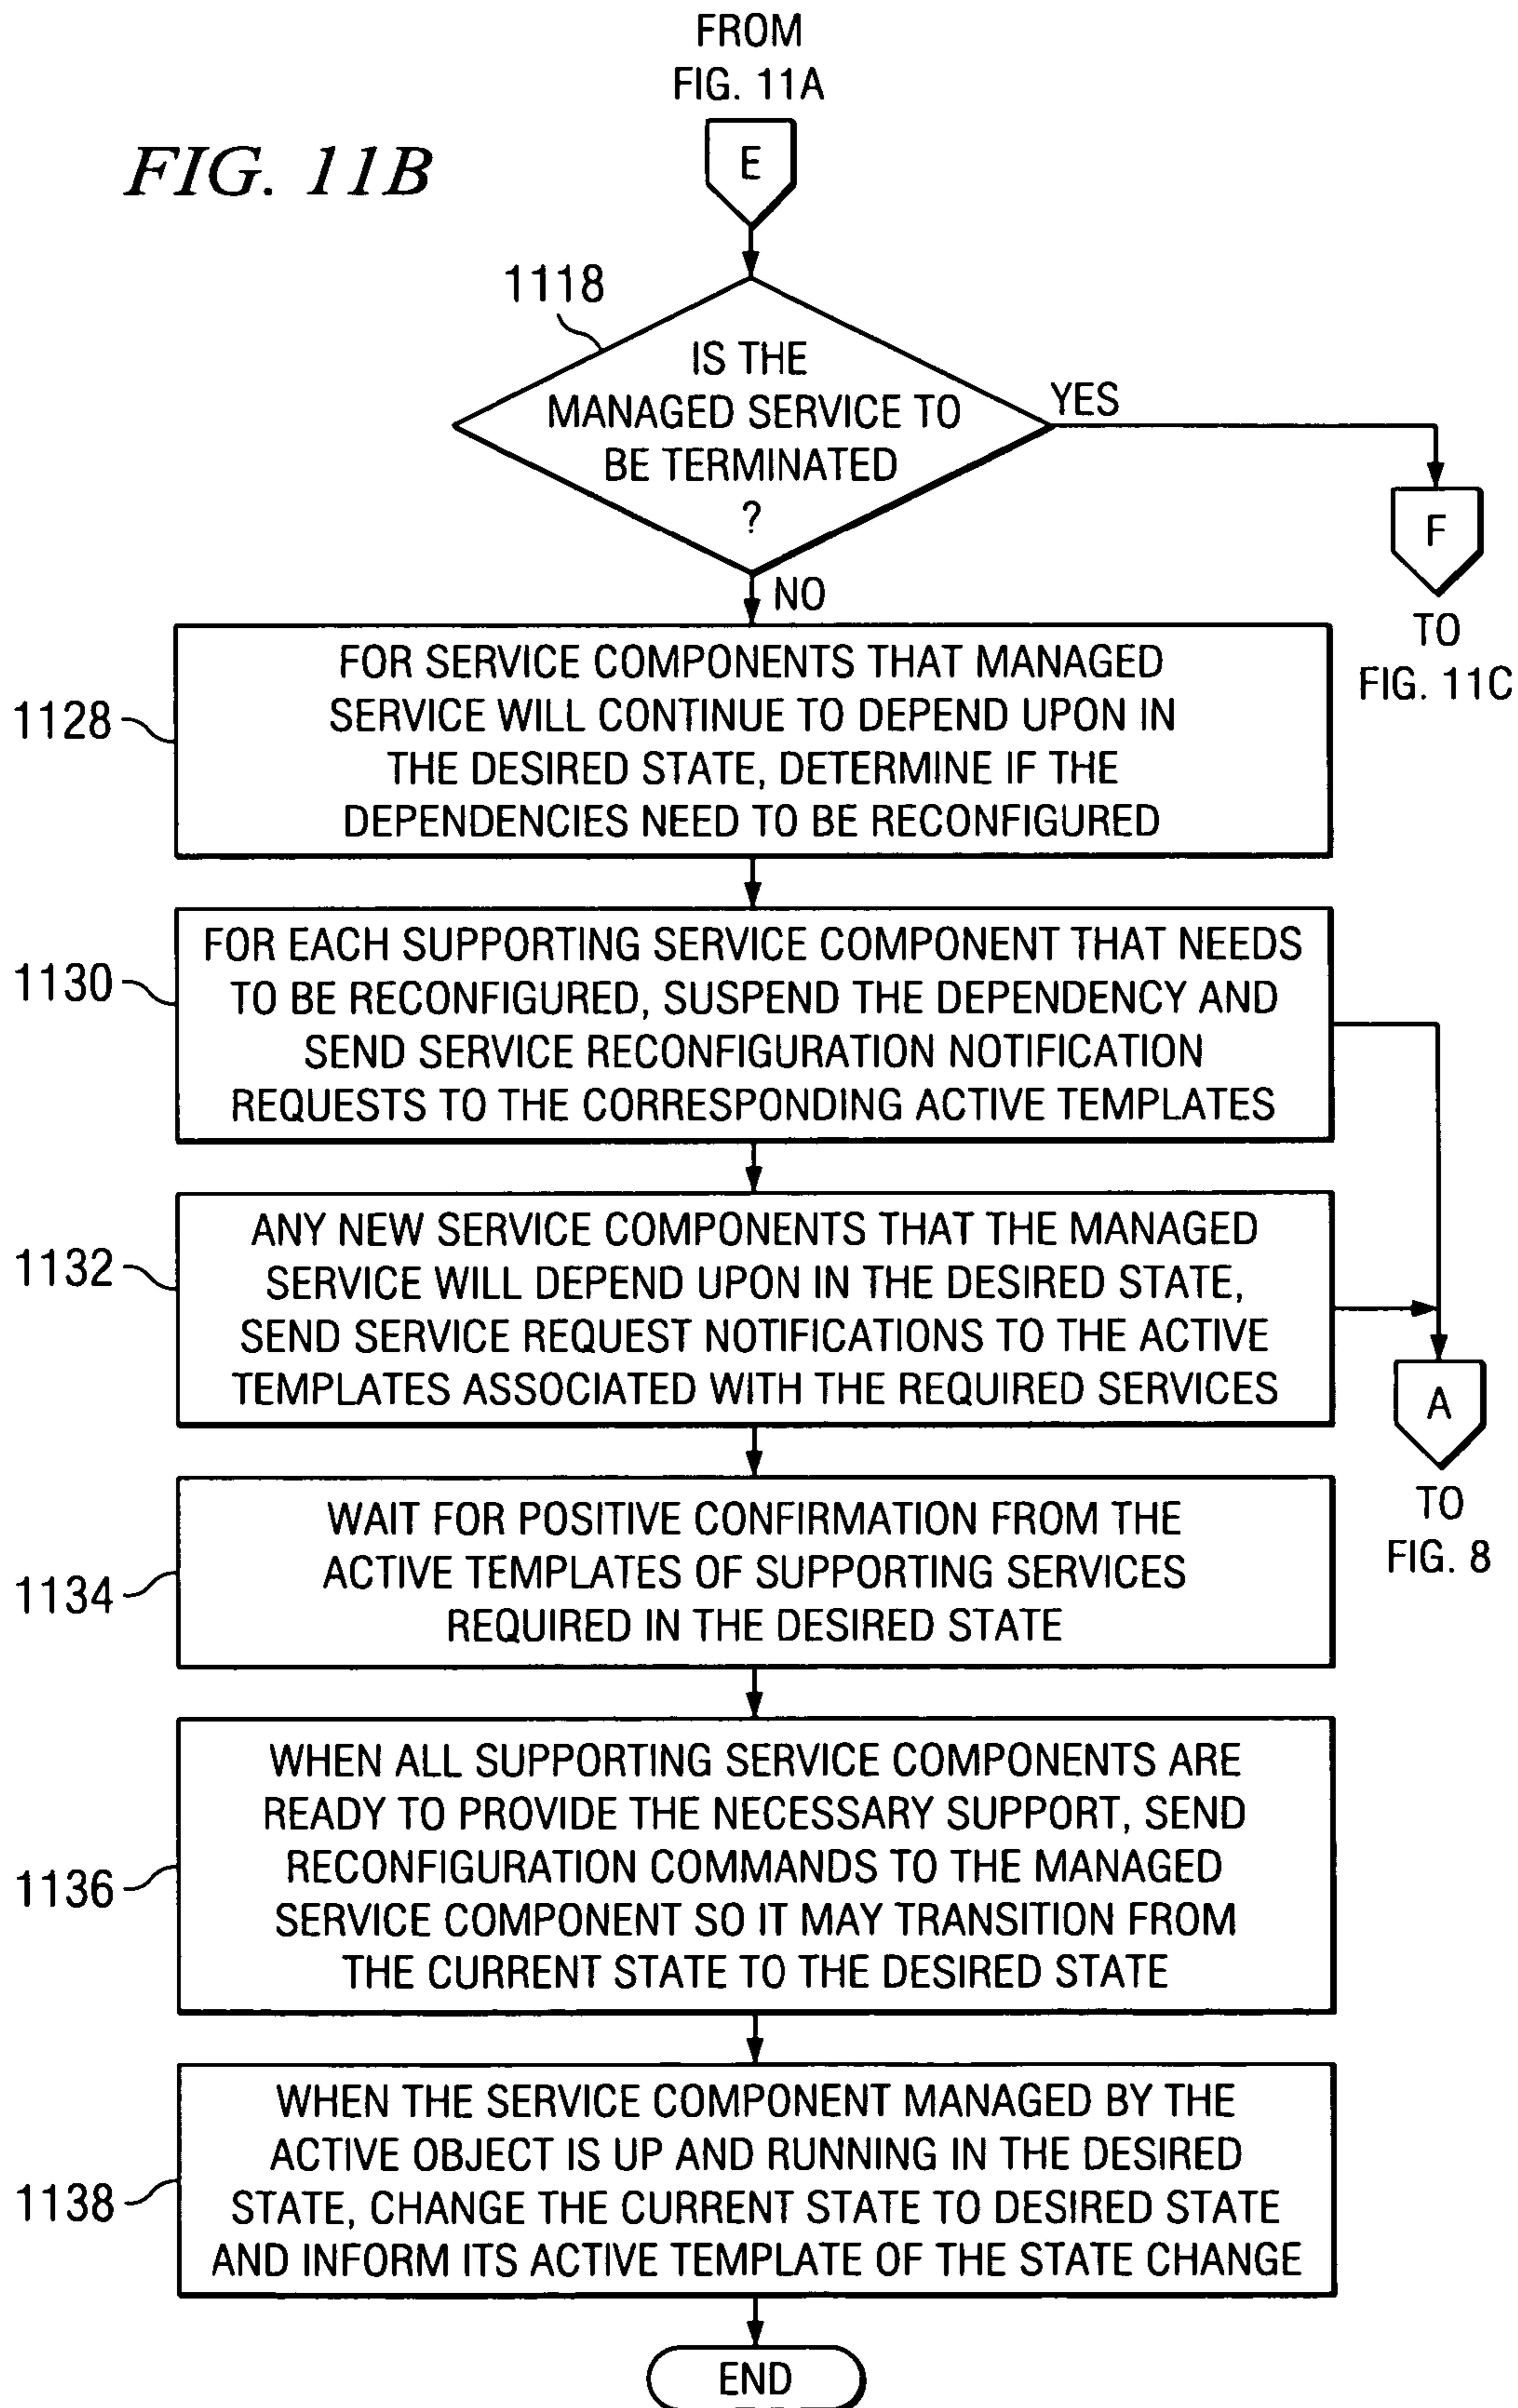 FROM
FIG. 11A
FIG. 11B
E
1118
IS THE
MANAGED SERVICE TO
BE TERMINATED
?
YES
F
TO
FIG. 11C
NO
1128
FOR SERVICE COMPONENTS THAT MANAGED
SERVICE WILL CONTINUE TO DEPEND UPON IN
THE DESIRED STATE, DETERMINE IF THE
DEPENDENCIES NEED TO BE RECONFIGURED
1130
FOR EACH SUPPORTING SERVICE COMPONENT THAT NEEDS
TO BE RECONFIGURED, SUSPEND THE DEPENDENCY AND
SEND SERVICE RECONFIGURATION NOTIFICATION
REQUESTS TO THE CORRESPONDING ACTIVE TEMPLATES
1132
ANY NEW SERVICE COMPONENTS THAT THE MANAGED
SERVICE WILL DEPEND UPON IN THE DESIRED STATE,
SEND SERVICE REQUEST NOTIFICATIONS TO THE ACTIVE
TEMPLATES ASSOCIATED WITH THE REQUIRED SERVICES
A
TO
FIG. 8
1134
WAIT FOR POSITIVE CONFIRMATION FROM THE
ACTIVE TEMPLATES OF SUPPORTING SERVICES
REQUIRED IN THE DESIRED STATE
1136
WHEN ALL SUPPORTING SERVICE COMPONENTS ARE
READY TO PROVIDE THE NECESSARY SUPPORT, SEND
RECONFIGURATION COMMANDS TO THE MANAGED
SERVICE COMPONENT SO IT MAY TRANSITION FROM
THE CURRENT STATE TO THE DESIRED STATE
1138
WHEN THE SERVICE COMPONENT MANAGED BY THE
ACTIVE OBJECT IS UP AND RUNNING IN THE DESIRED
STATE, CHANGE THE CURRENT STATE TO DESIRED STATE
AND INFORM ITS ACTIVE TEMPLATE OF THE STATE CHANGE
END